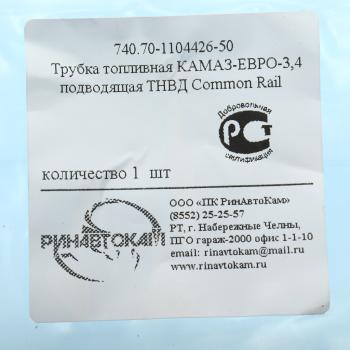 740.70-1104426-50
Трубка топливная КАМАЗ-ЕВРО-3,4
подводящая ТНВД Common Rail
Добровольная
РСТ
сертификация
количество 1 шт
РИНАВТОКАМ
ООО «ПК РинАвтоКам»
(8552) 25-25-57
РТ, г. Набережные Челны,
ПГО гараж-2000 офис 1-1-10
email: rinavtokam@mail.ru
www.rinavtokam.ru